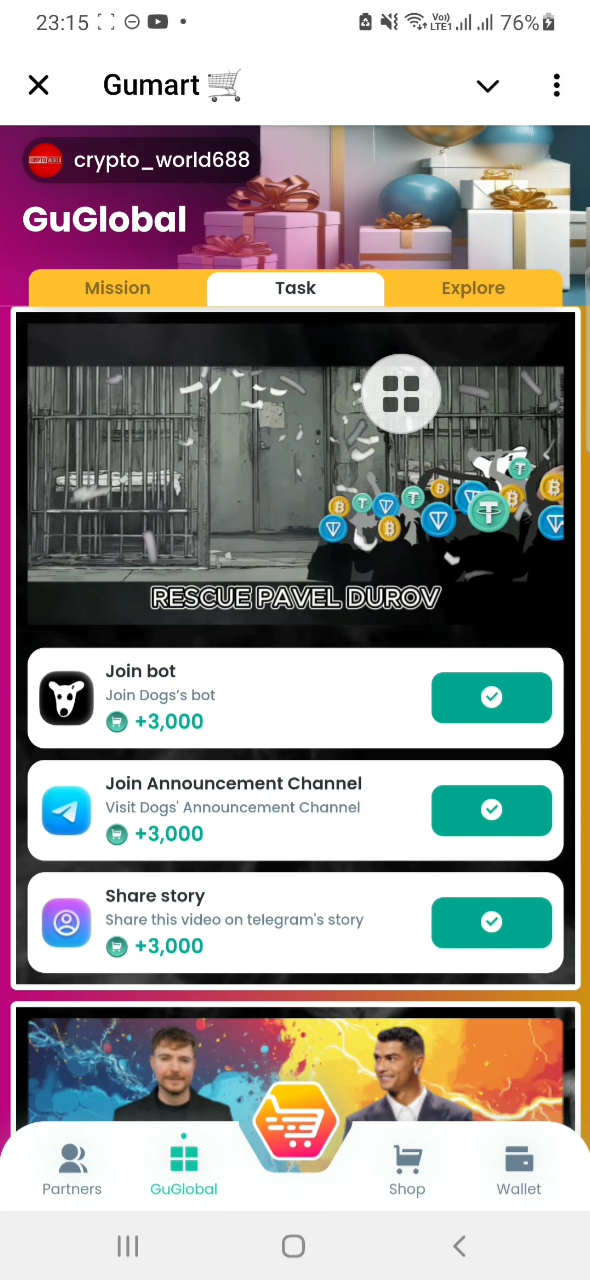 23:15
Vo)) LTE1
76%
Gumart
crypto_world688
GuGlobal
Mission
Task
Explore
RESCUE PAVEL DUROV
Join bot
Join Dogs's bot
+3,000
Join Announcement Channel
Visit Dogs' Announcement Channel
+3,000
Share story
Share this video on telegram's story
+3,000
Partners
GuGlobal
Shop
Wallet